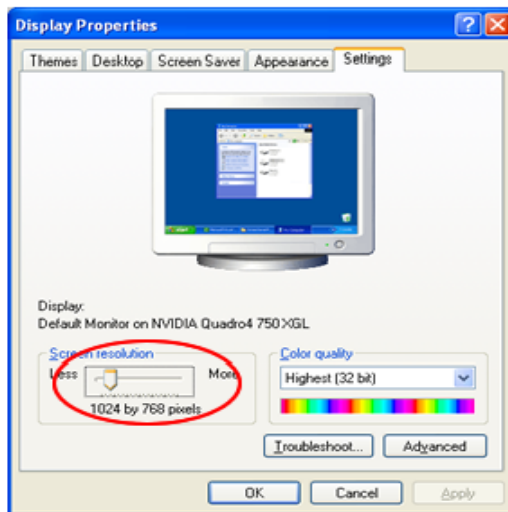 Display Properties
Themes Desktop Screen Saver Appearance Settings
Display:
Default Monitor on NVIDIA Quadro4 750 XGL
Screen resolution
Less More
1024 by 768 pixels
Color quality
Highest (32 bit)
Troubleshoot... Advanced
OK Cancel Apply